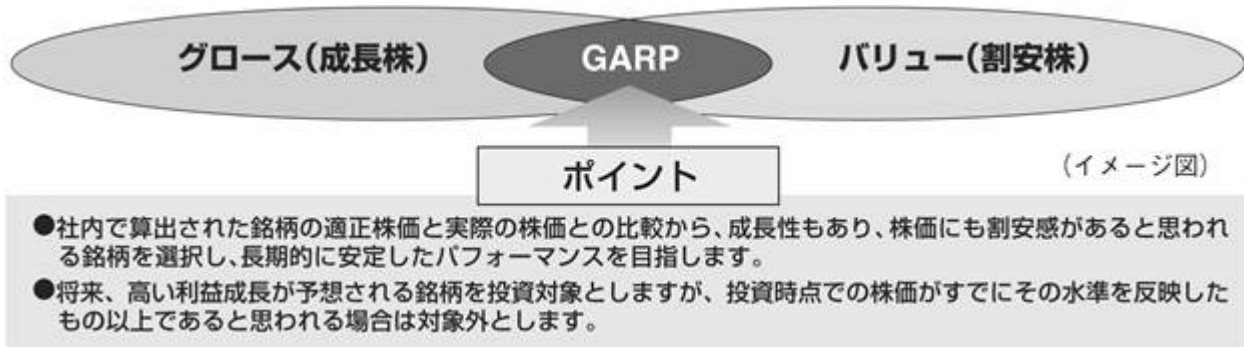 グロース(成長株)
GARP
バリュー(割安株)
ポイント
(イメージ図)
●社内で算出された銘柄の適正株価と実際の株価との比較から、成長性もあり、株価にも割安感があると思われ
る銘柄を選択し、長期的に安定したパフォーマンスを目指します。
●将来、高い利益成長が予想される銘柄を投資対象としますが、投資時点での株価がすでにその水準を反映した
もの以上であると思われる場合は対象外とします。